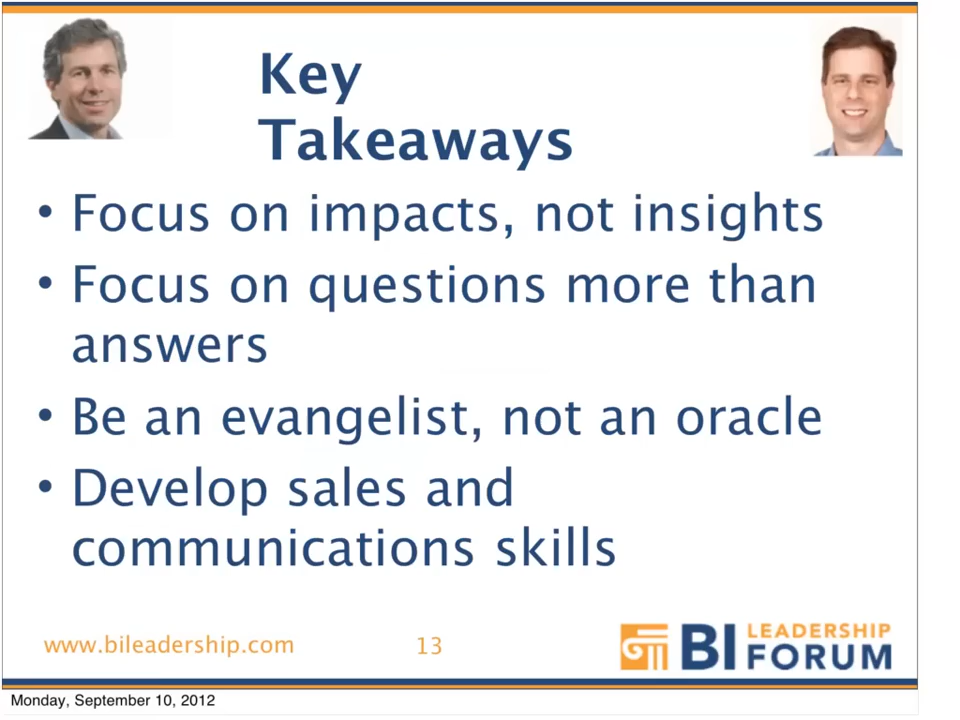 Key
Takeaways
• Focus on impacts, not insights
• Focus on questions more than
answers
• Be an evangelist, not an oracle
• Develop sales and
communications skills
www.bileadership.com
13
BI LEADERSHIP
FORUM
Monday, September 10, 2012